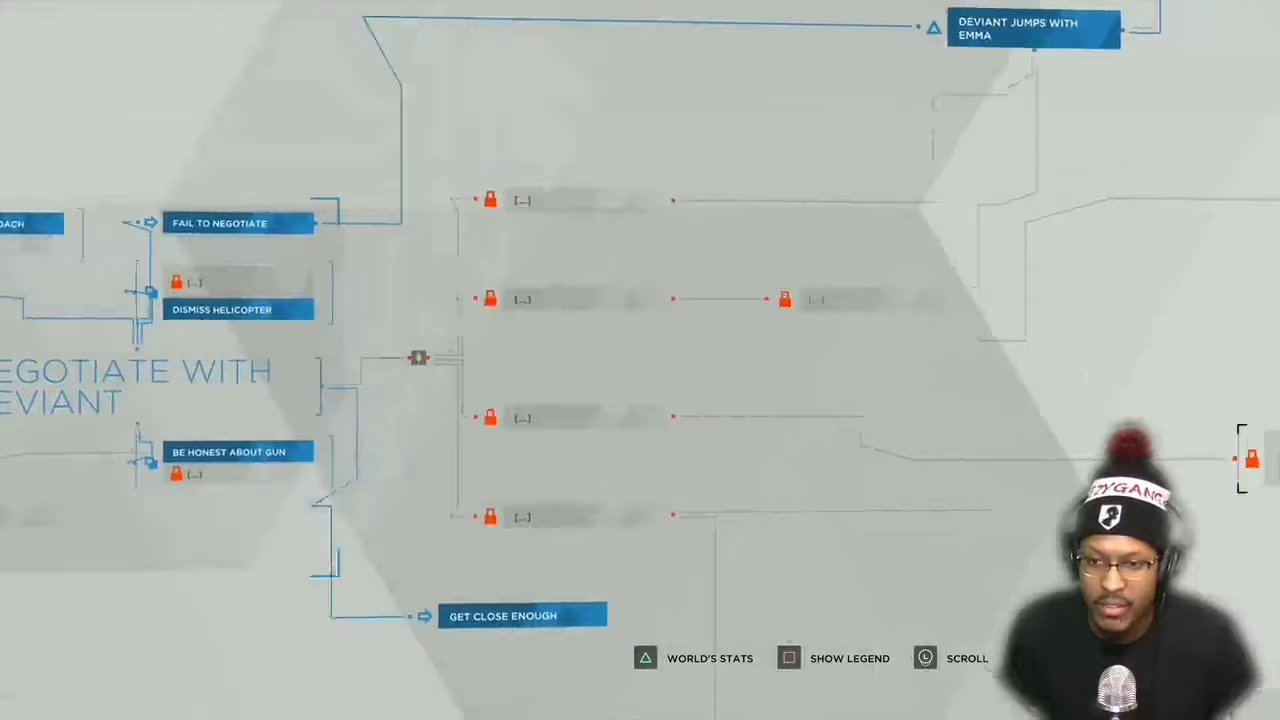 DEVIANT JUMPS WITH
EMMA
OACH
FAIL TO NEGOTIATE
[...]
[...]
[...]
[...]
DISMISS HELICOPTER
EGOTIATE WITH
EVIANT
[...]
BE HONEST ABOUT GUN
[...]
[...]
GET CLOSE ENOUGH
WORLD'S STATS
SHOW LEGEND
L
SCROLL
ZYGANG